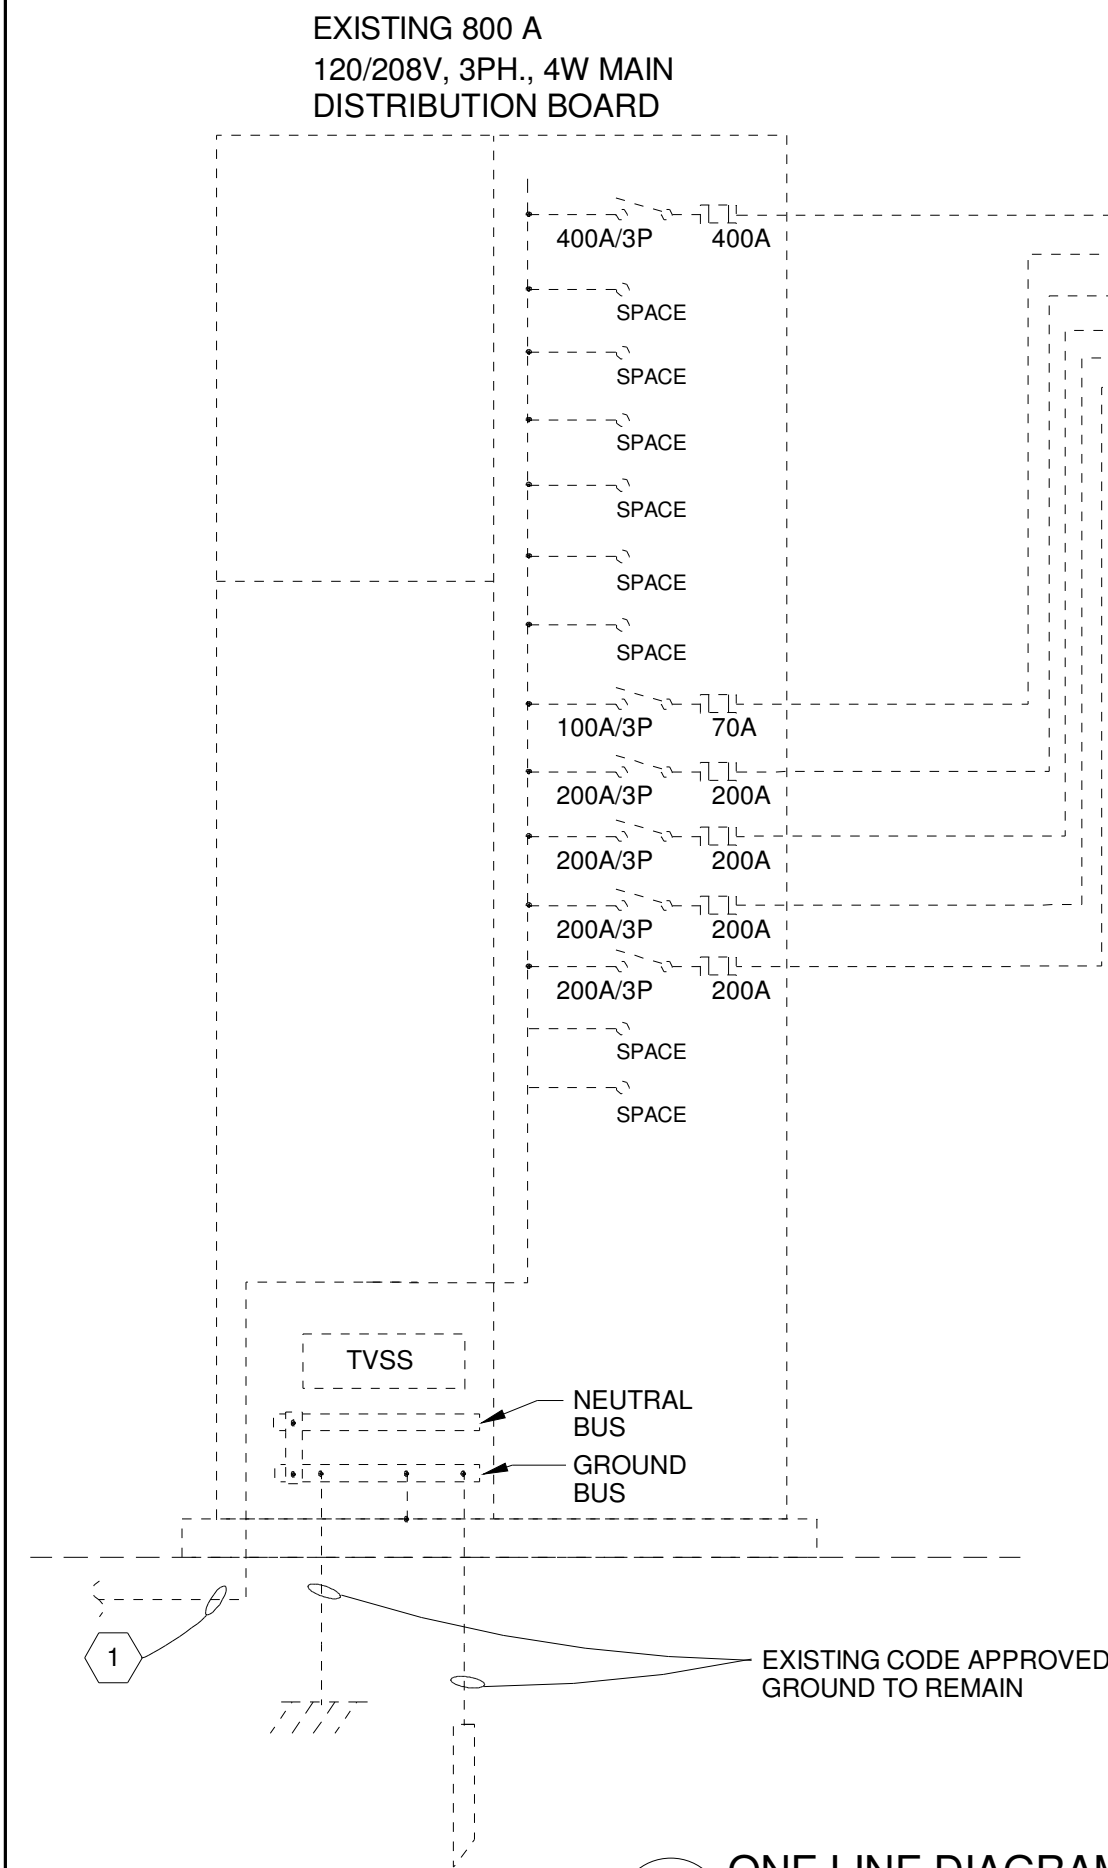 EXISTING 800 A
120/208V, 3PH., 4W MAIN
DISTRIBUTION BOARD
400A/3P 400A
SPACE
SPACE
SPACE
SPACE
SPACE
SPACE
100A/3P 70A
200A/3P 200A
200A/3P 200A
200A/3P 200A
200A/3P 200A
SPACE
SPACE
TVSS
NEUTRAL
BUS
GROUND
BUS
1
EXISTING CODE APPROVED
GROUND TO REMAIN
ONE LINE DIAGRAM